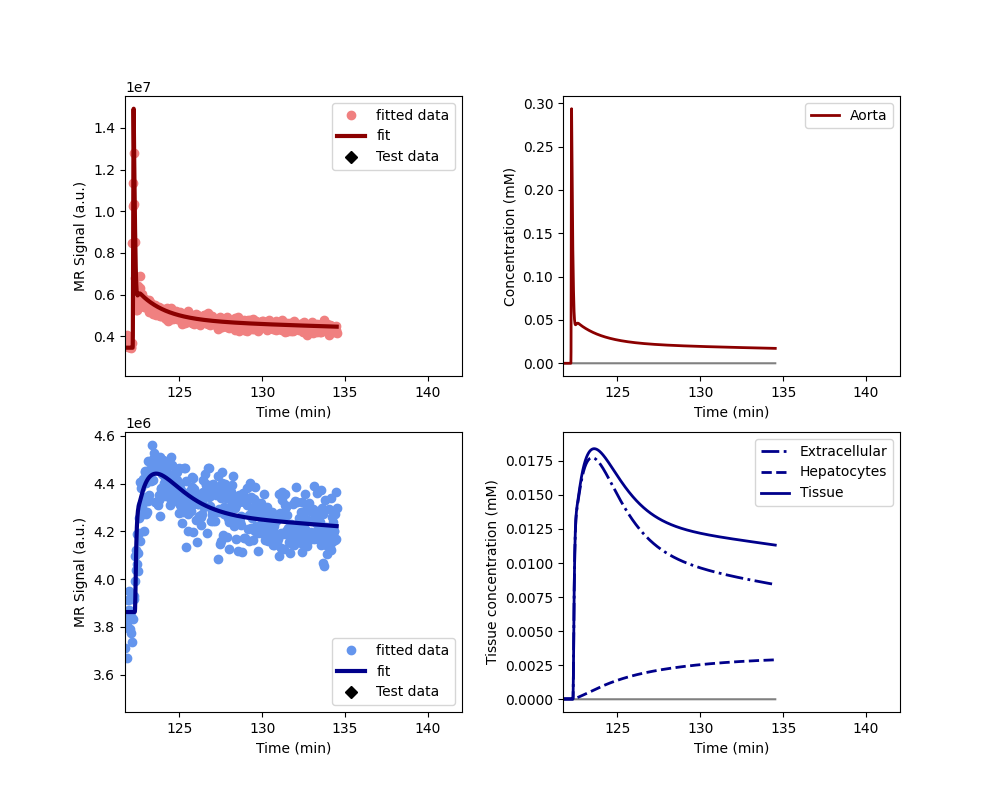 1e7
MR Signal (a.u.)
1.4
1.2
1.0
0.8
0.6
0.4
fitted data
fit
Test data
125 130 135 140
Time (min)
Concentration (mM)
0.30
0.25
0.20
0.15
0.10
0.05
0.00
Aorta
125 130 135 140
Time (min)
1e6
MR Signal (a.u.)
4.6
4.4
4.2
4.0
3.8
3.6
fitted data
fit
Test data
125 130 135 140
Time (min)
Tissue concentration (mM)
0.0175
0.0150
0.0125
0.0100
0.0075
0.0050
0.0025
0.0000
Extracellular
Hepatocytes
Tissue
125 130 135 140
Time (min)